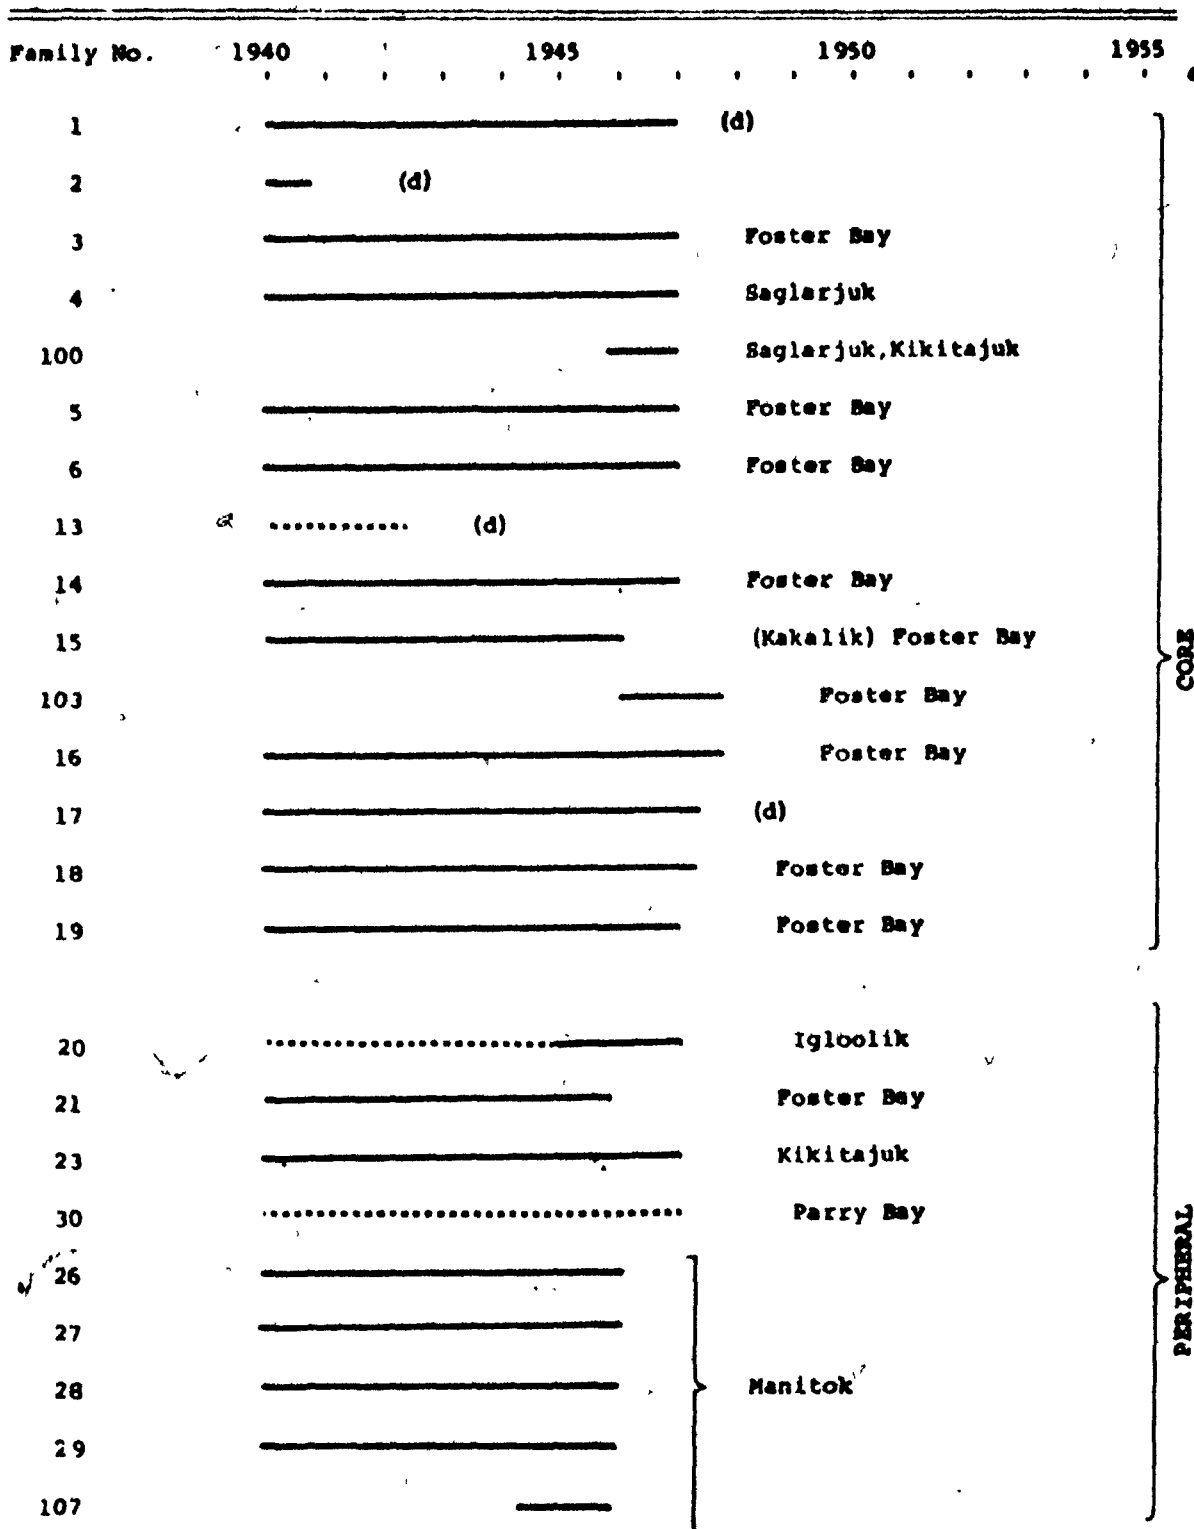 Family No. 1940 1945 1950 1955
1 (d)
2 (d)
3 Foster Bay
4 Saglarjuk
100 Saglarjuk,Kikitajuk
5 Foster Bay
6 Foster Bay
13 (d)
14 Foster Bay
15 (Kakalik) Foster Bay
103 Foster Bay
16 Foster Bay
17 (d)
18 Foster Bay
19 Foster Bay
CORE
20 Igloolik
21 Foster Bay
23 Kikitajuk
30 Parry Bay
26
27
28 Manitok
29
107
PERIPHERAL